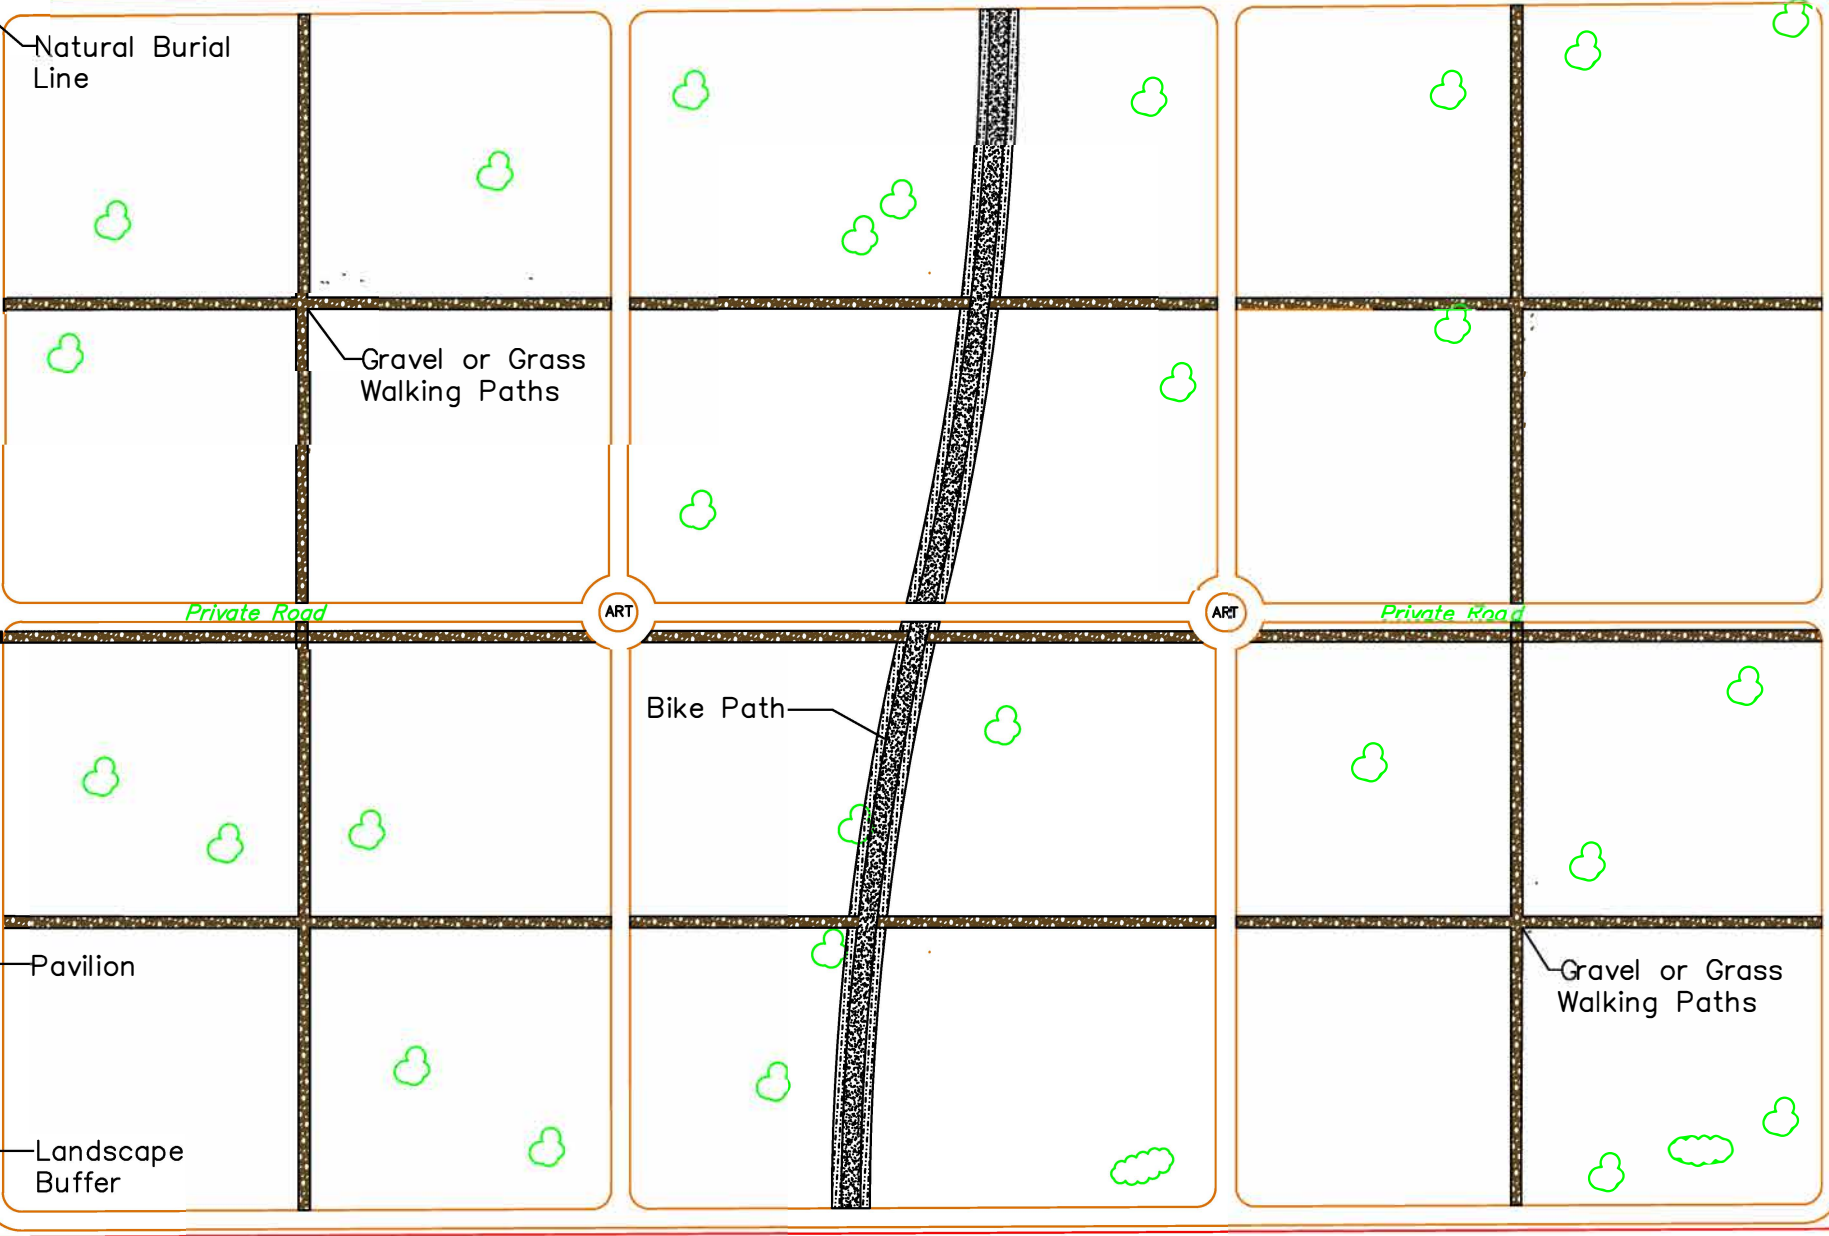 Natural Burial
Line
Gravel or Grass
Walking Paths
Private Road
ART
ART
Private Road
Bike Path
Pavilion
Gravel or Grass
Walking Paths
Landscape
Buffer